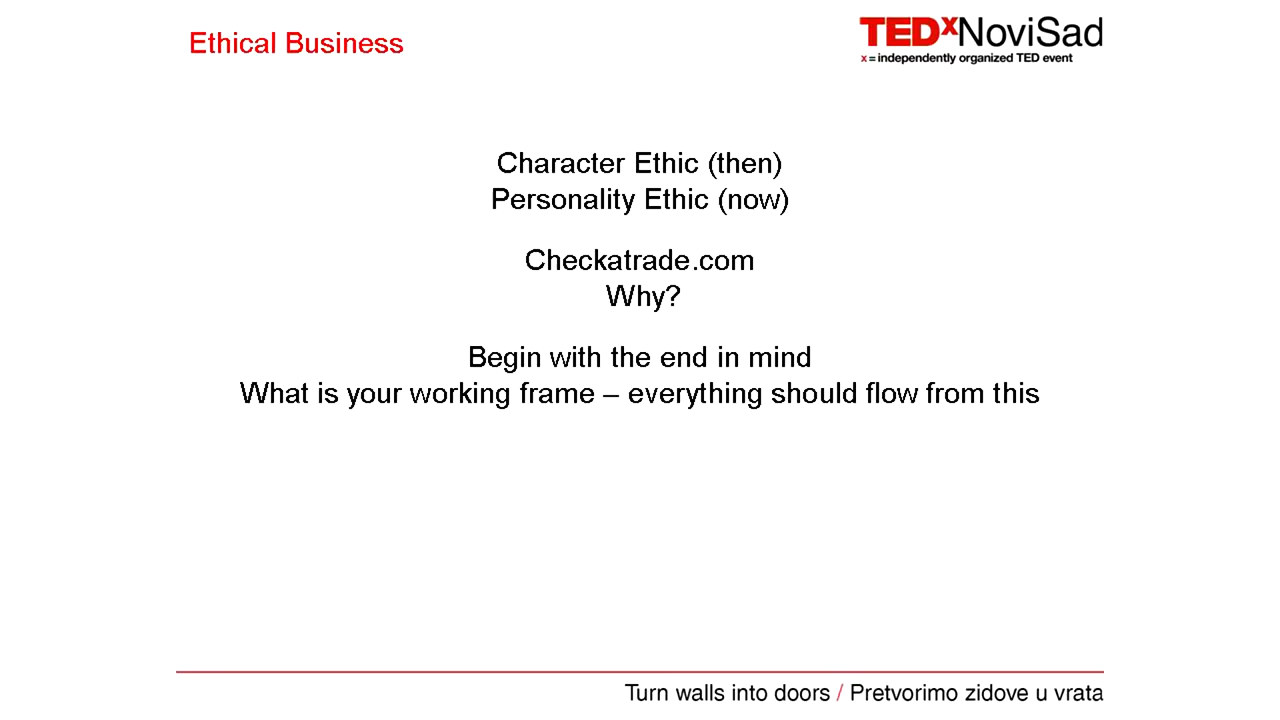 Ethical Business
TEDxNoviSad
x = independently organized TED event
Character Ethic (then)
Personality Ethic (now)
Checkatrade.com
Why?
Begin with the end in mind
What is your working frame – everything should flow from this
Turn walls into doors / Pretvorimo zidove u vrata